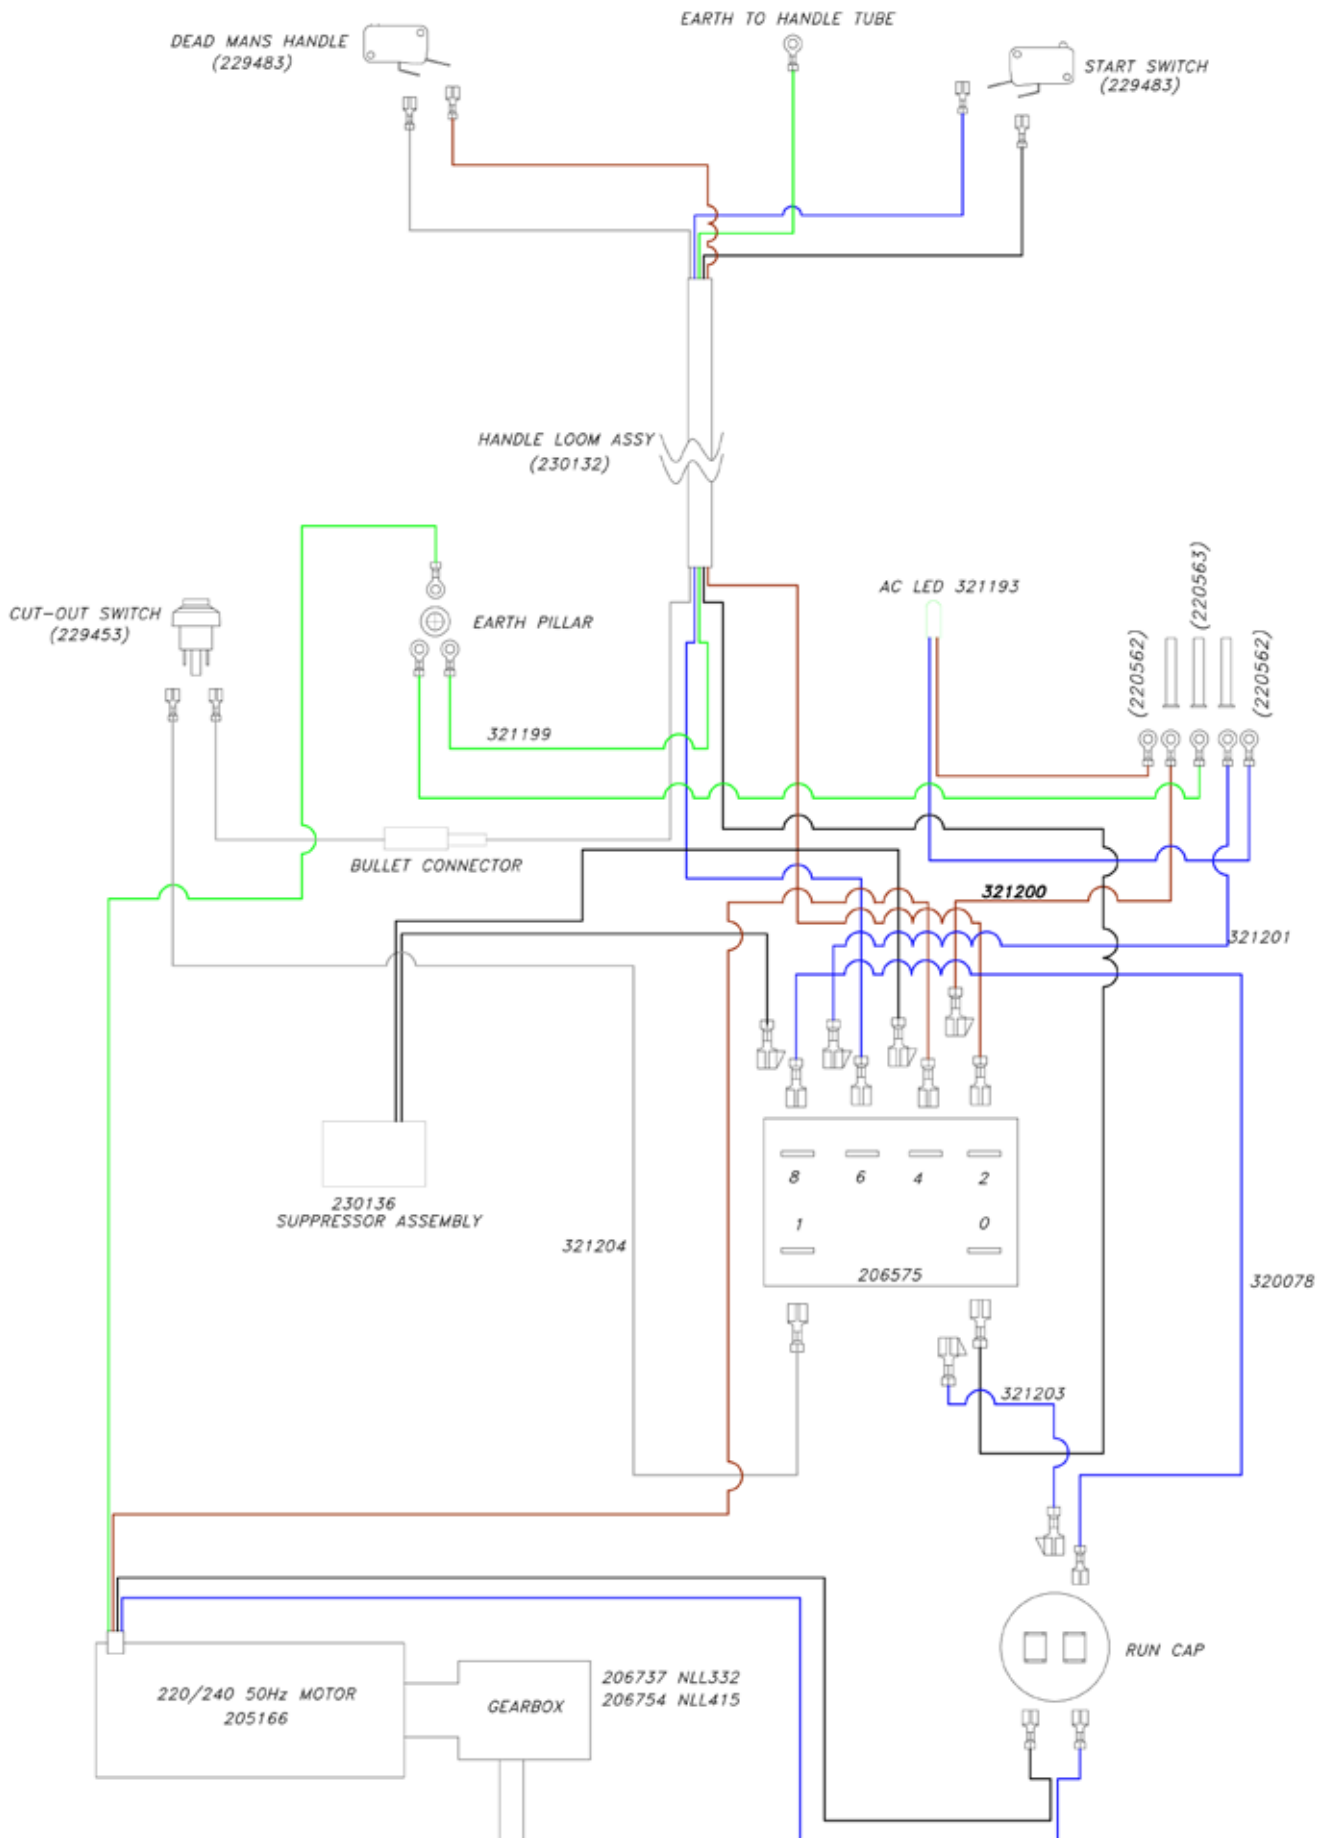 EARTH TO HANDLE TUBE
DEAD MANS HANDLE
(229483)
START SWITCH
(229483)
HANDLE LOOM ASSY
(230132)
AC LED 321193
(220562)
(220563)
(220562)
CUT-OUT SWITCH
(229453)
EARTH PILLAR
321199
BULLET CONNECTOR
321200
321201
230136
SUPPRESSOR ASSEMBLY
8 6 4 2
1 0
206575
321204
320078
321203
RUN CAP
220/240 50Hz MOTOR
205166
GEARBOX
206737 NLL332
206754 NLL415